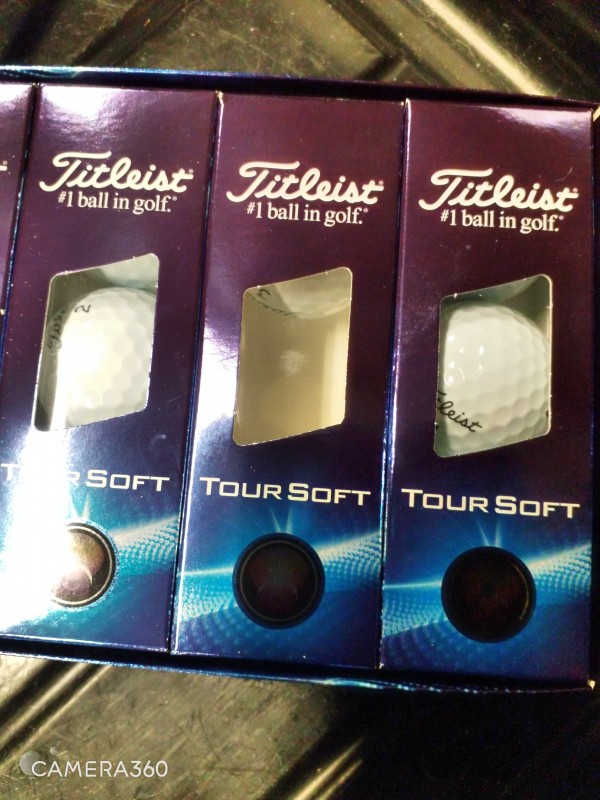 Titleist
#1 ball in golf.®
TOUR SOFT
Titleist
#1 ball in golf.®
TOUR SOFT
Titleist
#1 ball in golf.®
leist
TOUR SOFT
CAMERA360